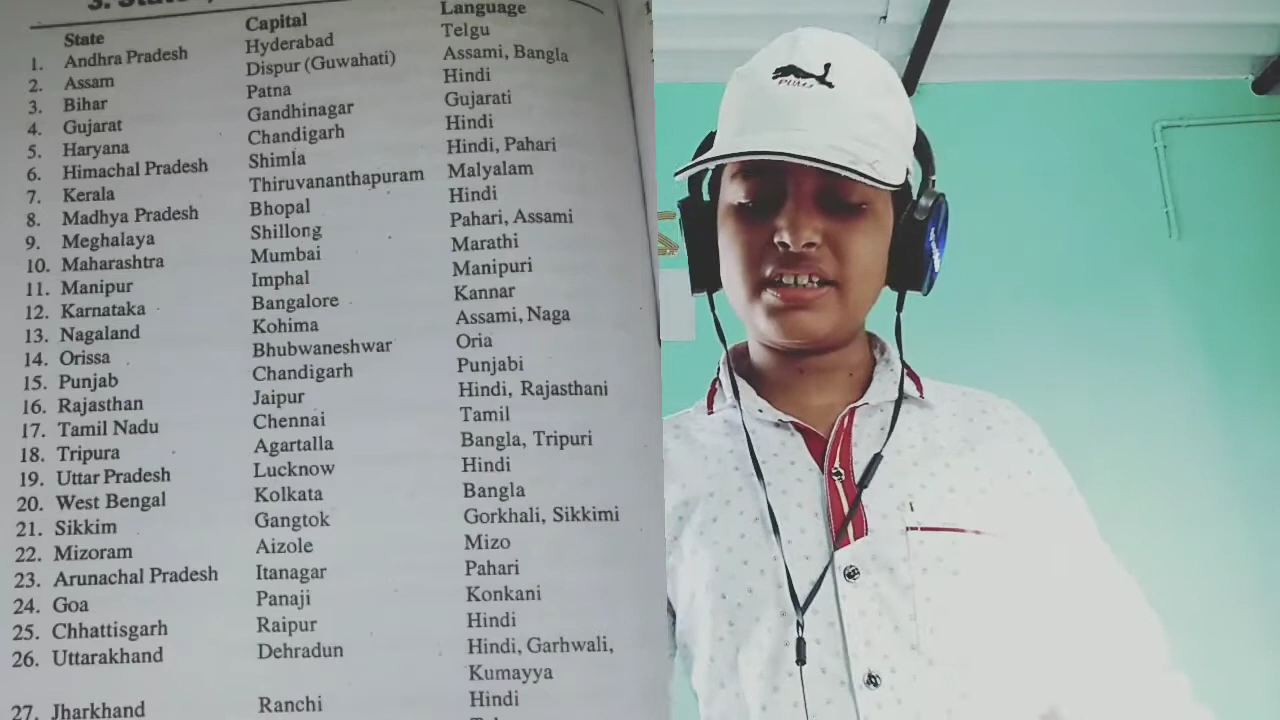 3. State
State Capital Language
1. Andhra Pradesh Hyderabad Telgu
2. Assam Dispur (Guwahati) Assami, Bangla
3. Bihar Patna Hindi
4. Gujarat Gandhinagar Gujarati
5. Haryana Chandigarh Hindi
6. Himachal Pradesh Shimla Hindi, Pahari
7. Kerala Thiruvananthapuram Malyalam
8. Madhya Pradesh Bhopal Hindi
9. Meghalaya Shillong Pahari, Assami
10. Maharashtra Mumbai Marathi
11. Manipur Imphal Manipuri
12. Karnataka Bangalore Kannar
13. Nagaland Kohima Assami, Naga
14. Orissa Bhubwaneshwar Oria
15. Punjab Chandigarh Punjabi
16. Rajasthan Jaipur Hindi, Rajasthani
17. Tamil Nadu Chennai Tamil
18. Tripura Agartalla Bangla, Tripuri
19. Uttar Pradesh Lucknow Hindi
20. West Bengal Kolkata Bangla
21. Sikkim Gangtok Gorkhali, Sikkimi
22. Mizoram Aizole Mizo
23. Arunachal Pradesh Itanagar Pahari
24. Goa Panaji Konkani
25. Chhattisgarh Raipur Hindi
26. Uttarakhand Dehradun Hindi, Garhwali,
Kumayya
27. Jharkhand Ranchi Hindi
PUMA